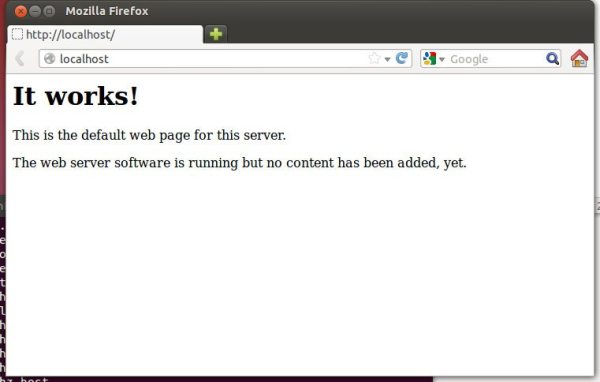 Mozilla Firefox
http://localhost/
localhost
Google
It works!
This is the default web page for this server.
The web server software is running but no content has been added, yet.